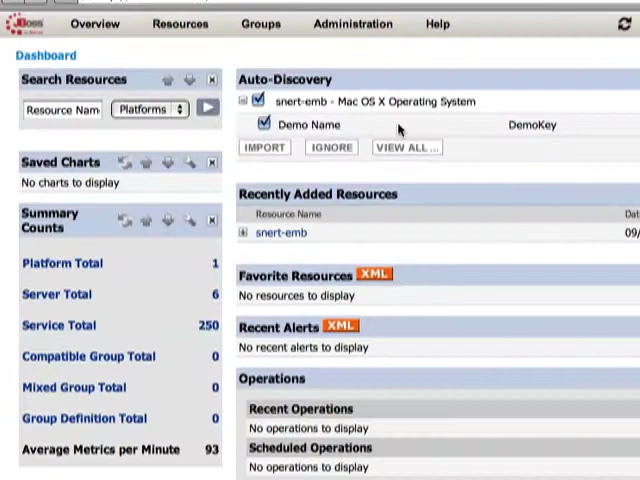 JBoss
Overview
Resources
Groups
Administration
Help
Dashboard
Search Resources
Resource Nam
Platforms
Saved Charts
No charts to display
Summary
Counts
Platform Total 1
Server Total 6
Service Total 250
Compatible Group Total 0
Mixed Group Total 0
Group Definition Total 0
Average Metrics per Minute 93
Auto-Discovery
snert-emb - Mac OS X Operating System
Demo Name DemoKey
IMPORT IGNORE VIEW ALL ...
Recently Added Resources
Resource Name Dat
snert-emb 09/
Favorite Resources XML
No resources to display
Recent Alerts XML
No recent alerts to display
Operations
Recent Operations
No operations to display
Scheduled Operations
No operations to display